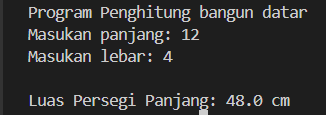 Program Penghitung bangun datar
Masukan panjang: 12
Masukan lebar: 4
Luas Persegi Panjang: 48.0 cm